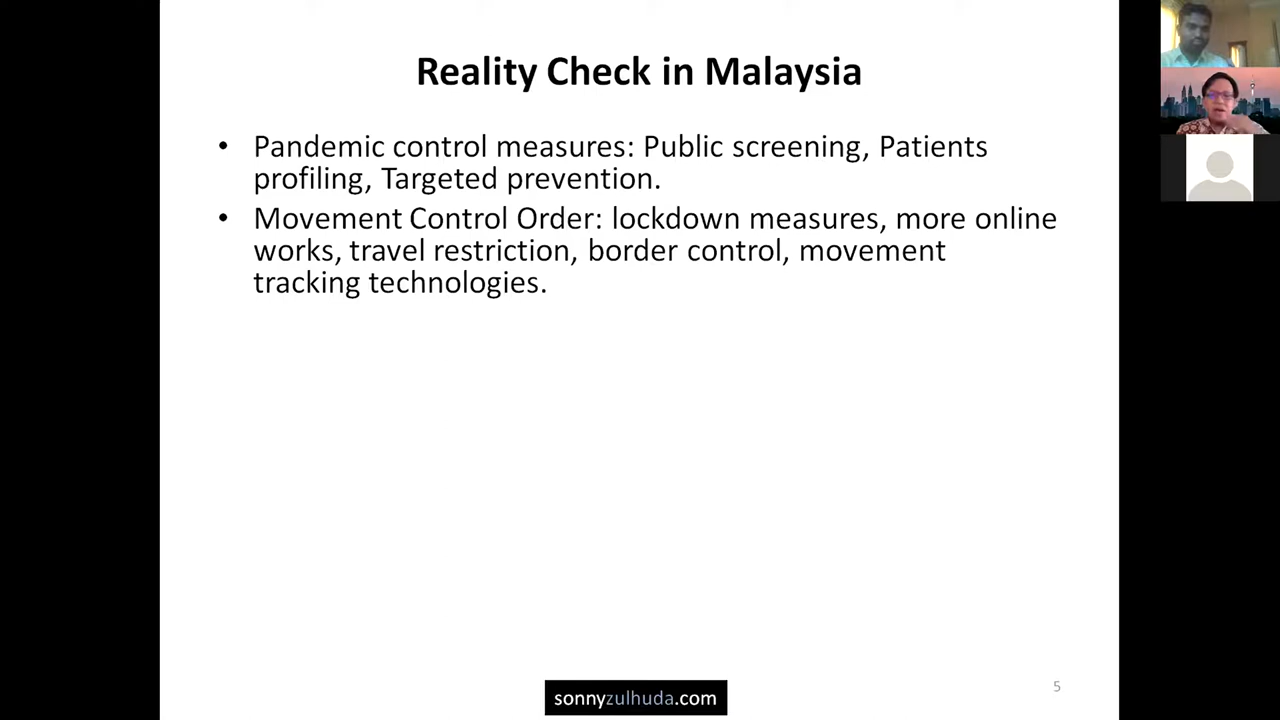 Reality Check in Malaysia
• Pandemic control measures: Public screening, Patients
profiling, Targeted prevention.
• Movement Control Order: lockdown measures, more online
works, travel restriction, border control, movement
tracking technologies.
5
sonnyzulhuda.com